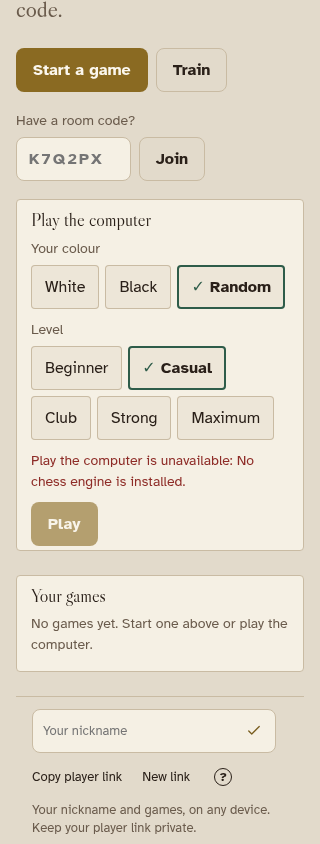 code.
Start a game
Train
Have a room code?
K7Q2PX
Join
Play the computer
Your colour
White
Black
✓ Random
Level
Beginner
✓ Casual
Club
Strong
Maximum
Play the computer is unavailable: No
chess engine is installed.
Play
Your games
No games yet. Start one above or play the
computer.
Your nickname
Copy player link
New link
?
Your nickname and games, on any device.
Keep your player link private.